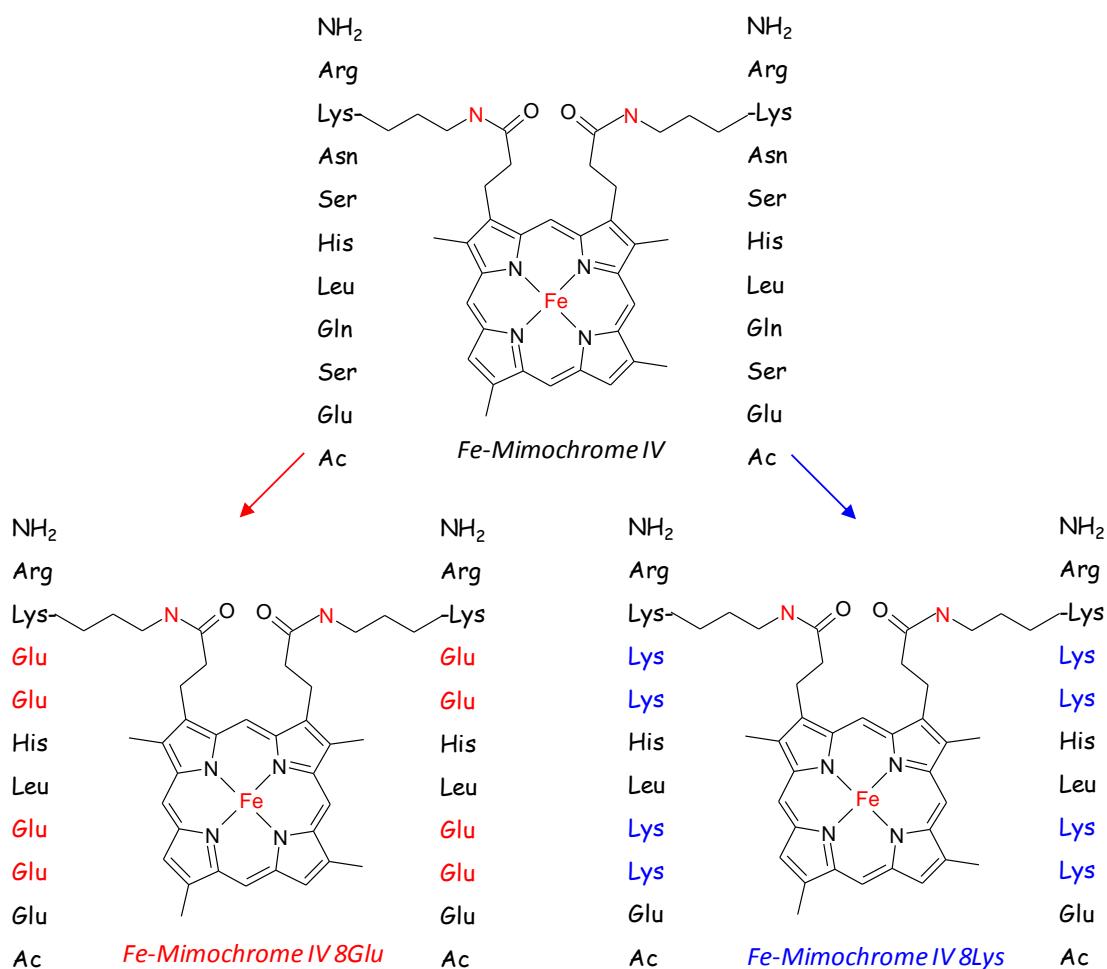 NH2 NH2
Arg Arg
Lys N O O N Lys
Asn Asn
Ser Ser
His His
N N
Leu Leu
Fe
Gln Gln
N N
Ser Ser
Glu Glu
Ac Fe-Mimochrome IV Ac
NH2 NH2 NH2 NH2
Arg Arg Arg Arg
Lys N O O N Lys Lys N O O N Lys
Glu Glu Lys Lys
Glu Glu Lys Lys
His His His His
N N N N
Leu Leu Leu Leu
Fe Fe
Glu Glu Lys Lys
N N N N
Glu Glu Lys Lys
Glu Glu Glu Glu
Ac Fe-Mimochrome IV 8Glu Ac Ac Fe-Mimochrome IV 8Lys Ac